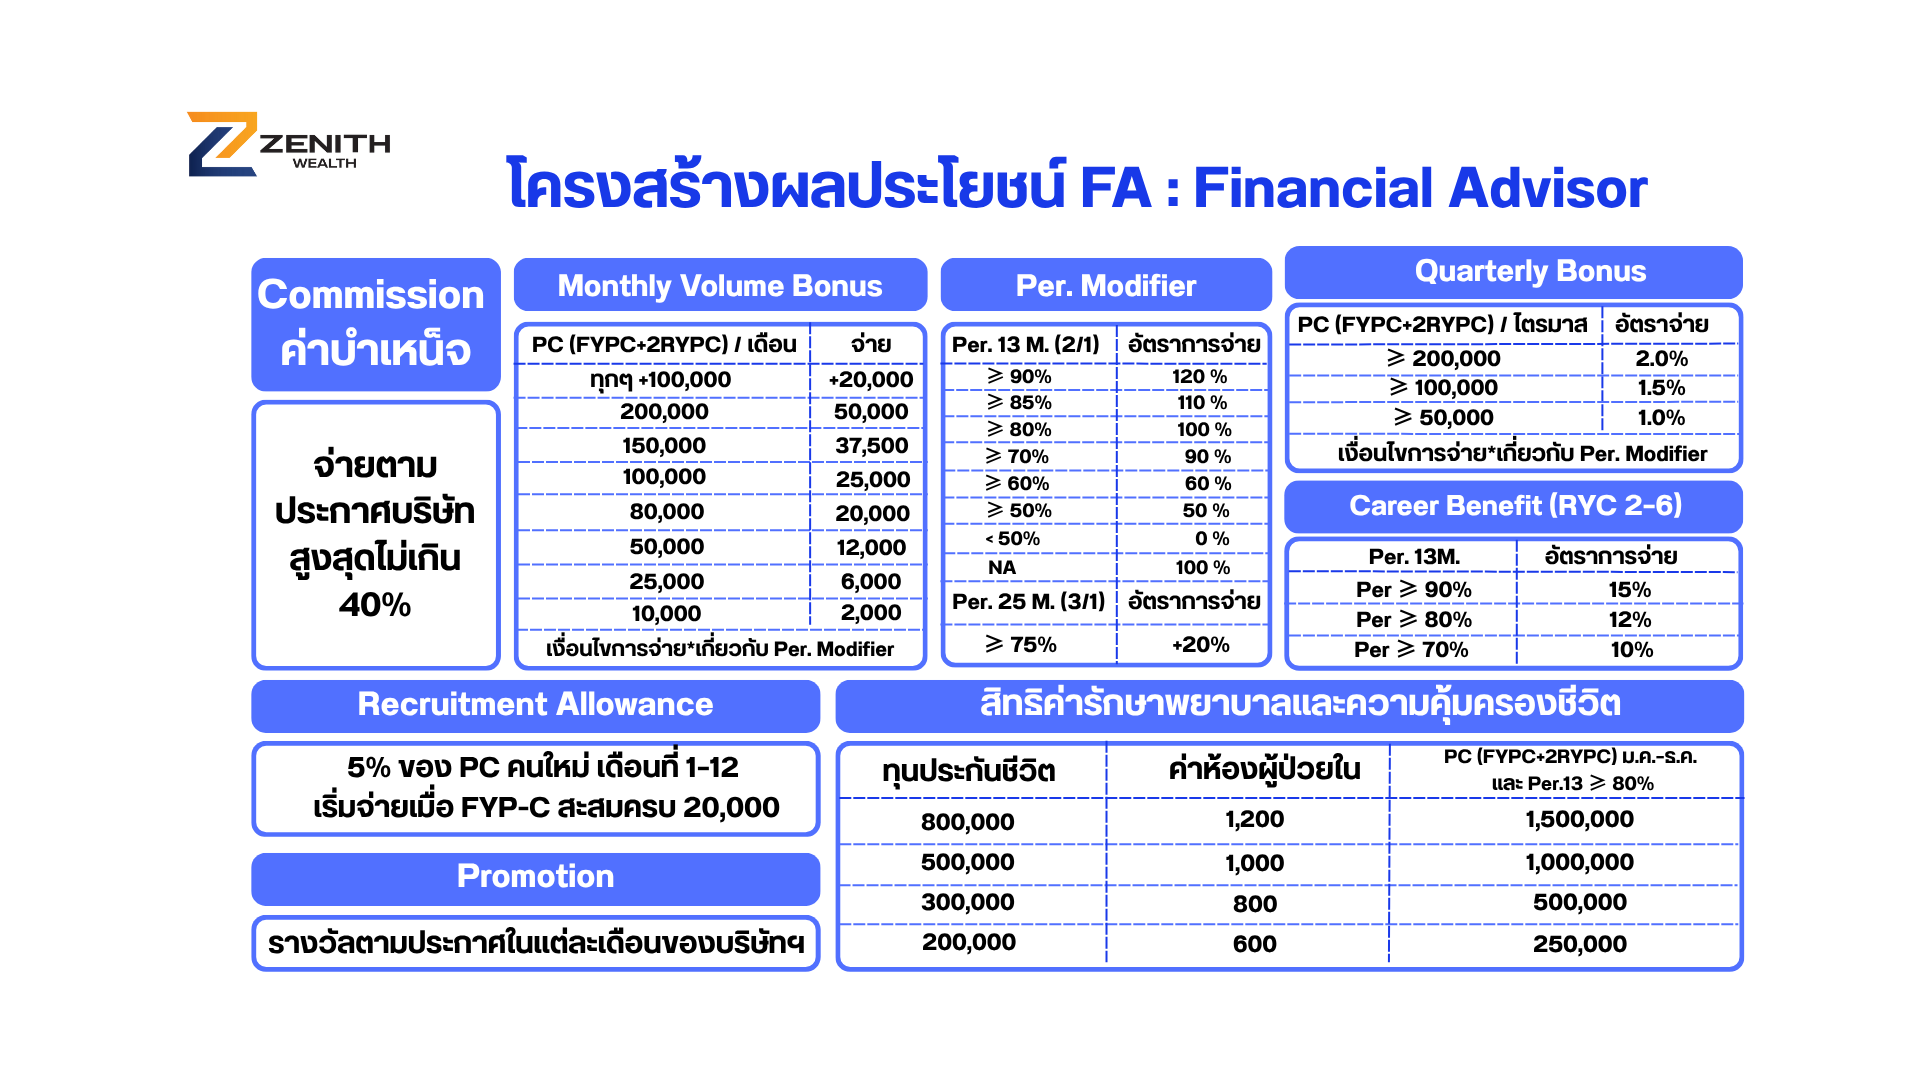 ZENITH
WEALTH
โครงสร้างผลประโยชน์ FA : Financial Advisor
Commission
ค่าบำเหน็จ
จ่ายตาม
ประกาศบริษัท
สูงสุดไม่เกิน
40%
Monthly Volume Bonus
PC (FYPC+2RYPC) / เดือน จ่าย
ทุกๆ +100,000 +20,000
200,000 50,000
150,000 37,500
100,000 25,000
80,000 20,000
50,000 12,000
25,000 6,000
10,000 2,000
เงื่อนไขการจ่าย*เกี่ยวกับ Per. Modifier
Per. Modifier
Per. 13 M. (2/1) อัตราการจ่าย
⩾ 90% 120 %
⩾ 85% 110 %
⩾ 80% 100 %
⩾ 70% 90 %
⩾ 60% 60 %
⩾ 50% 50 %
< 50% 0 %
NA 100 %
Per. 25 M. (3/1) อัตราการจ่าย
⩾ 75% +20%
Quarterly Bonus
PC (FYPC+2RYPC) / ไตรมาส อัตราจ่าย
⩾ 200,000 2.0%
⩾ 100,000 1.5%
⩾ 50,000 1.0%
เงื่อนไขการจ่าย*เกี่ยวกับ Per. Modifier
Career Benefit (RYC 2-6)
Per. 13M. อัตราการจ่าย
Per ⩾ 90% 15%
Per ⩾ 80% 12%
Per ⩾ 70% 10%
Recruitment Allowance
5% ของ PC คนใหม่ เดือนที่ 1-12
เริ่มจ่ายเมื่อ FYP-C สะสมครบ 20,000
Promotion
รางวัลตามประกาศในแต่ละเดือนของบริษัทฯ
สิทธิค่ารักษาพยาบาลและความคุ้มครองชีวิต
ทุนประกันชีวิต ค่าห้องผู้ป่วยใน PC (FYPC+2RYPC) ม.ค.-ธ.ค.
และ Per.13 ⩾ 80%
800,000 1,200 1,500,000
500,000 1,000 1,000,000
300,000 800 500,000
200,000 600 250,000